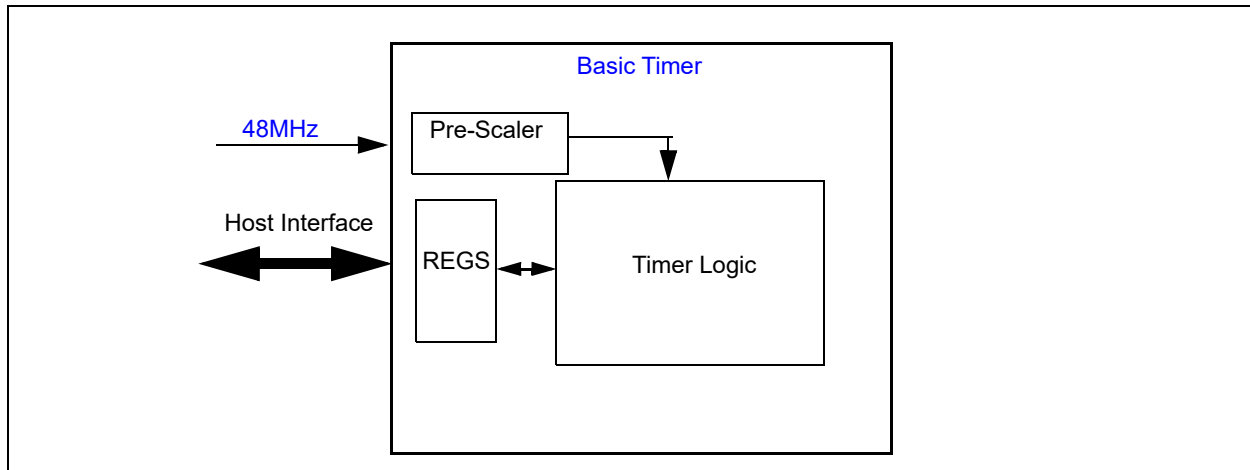 Basic Timer
48MHz
Pre-Scaler
Host Interface
REGS
Timer Logic